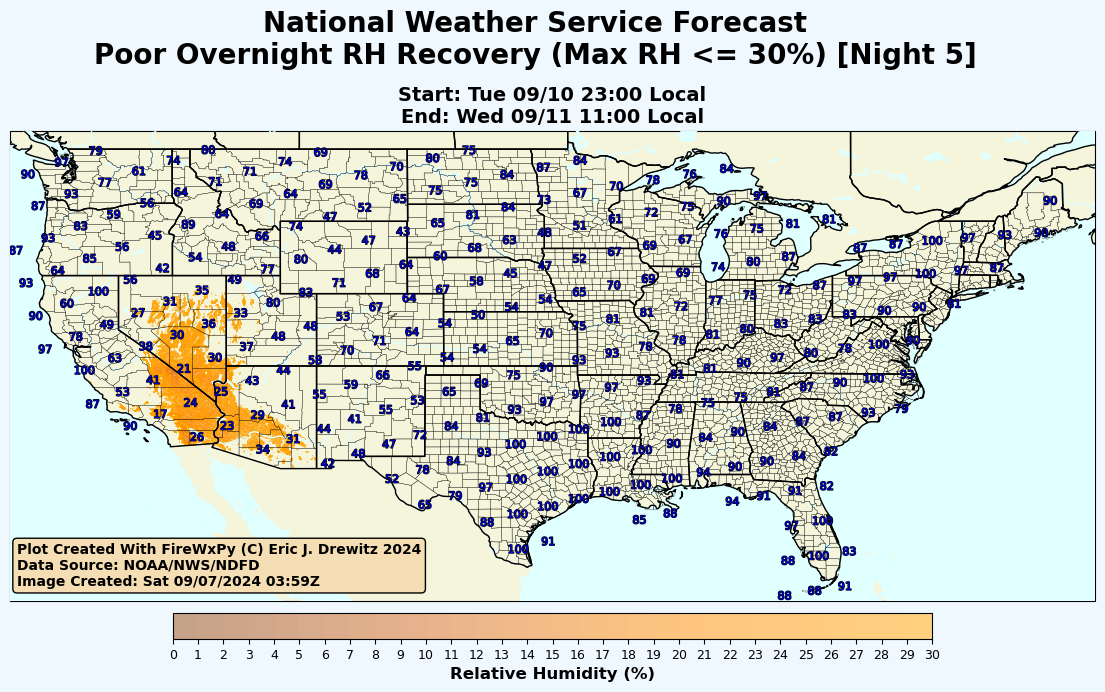 National Weather Service Forecast
Poor Overnight RH Recovery (Max RH <= 30%) [Night 5]
Start: Tue 09/10 23:00 Local
End: Wed 09/11 11:00 Local
79 80 69 75
97 74 74 80 87 84
90 61 71 78 70 84 78 76 84
77 71 69 75 75 70
93 64 64 65 67 90 97 90
87 56 69 52 84 73 72 75
59 64 47 81 61 81 81
83 89 74 65 51 75
93 45 66 47 43 63 48 76 67 100 97 93 90
87 56 48 44 68 67 69 87 87
85 54 80 60 52 80 87
64 42 77 68 64 45 47 69 74 97 87
93 56 49 71 58 69 97 97 100
100 35 83 67 65 70 75 72 87
60 31 80 64 54 72 77 91
90 27 33 53 67 50 54 81 81 83 90 90
49 36 48 71 54 75 80 83 83
78 30 48 64 70 78 81 90
97 38 37 70 54 65 78 80 78 100
63 30 58 54 93 93 97
100 21 44 66 55 75 90 81 81 90 100 93
53 41 43 59 69 97 97 93 87 90
87 24 25 55 53 65 97 75 81
17 29 41 55 93 78 75 93 79
90 23 44 41 81 100 87 84 87 87
26 31 47 72 84 100 100 84 90
34 48 93 100 100 90 82
42 78 84 100 100 90 90 84
52 97 100 100 100 94 91
65 79 100 100 100 100 94 91 82
88 100 85 88 97 100
100 91 88 100 83
88 88 91
Plot Created With FireWxPy (C) Eric J. Drewitz 2024
Data Source: NOAA/NWS/NDFD
Image Created: Sat 09/07/2024 03:59Z
0 1 2 3 4 5 6 7 8 9 10 11 12 13 14 15 16 17 18 19 20 21 22 23 24 25 26 27 28 29 30
Relative Humidity (%)